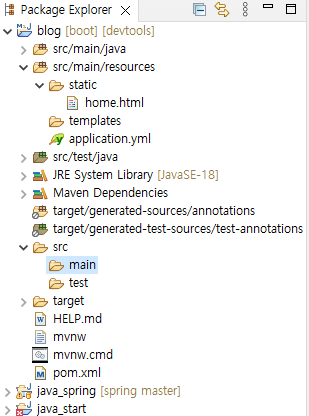 Package Explorer
blog [boot] [devtools]
src/main/java
src/main/resources
static
home.html
templates
application.yml
src/test/java
JRE System Library [JavaSE-18]
Maven Dependencies
target/generated-sources/annotations
target/generated-test-sources/test-annotations
src
main
test
target
HELP.md
mvnw
mvnw.cmd
pom.xml
java_spring [spring master]
java_start